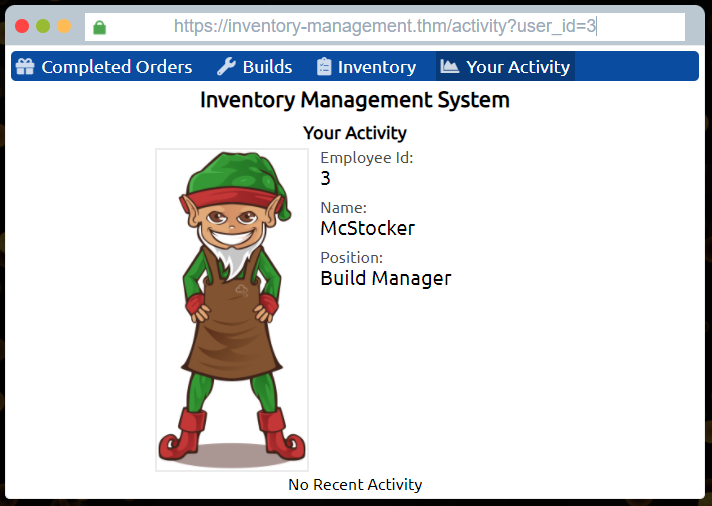 https://inventory-management.thm/activity?user_id=3
Completed Orders Builds Inventory Your Activity
Inventory Management System
Your Activity
Employee Id:
3
Name:
McStocker
Position:
Build Manager
No Recent Activity